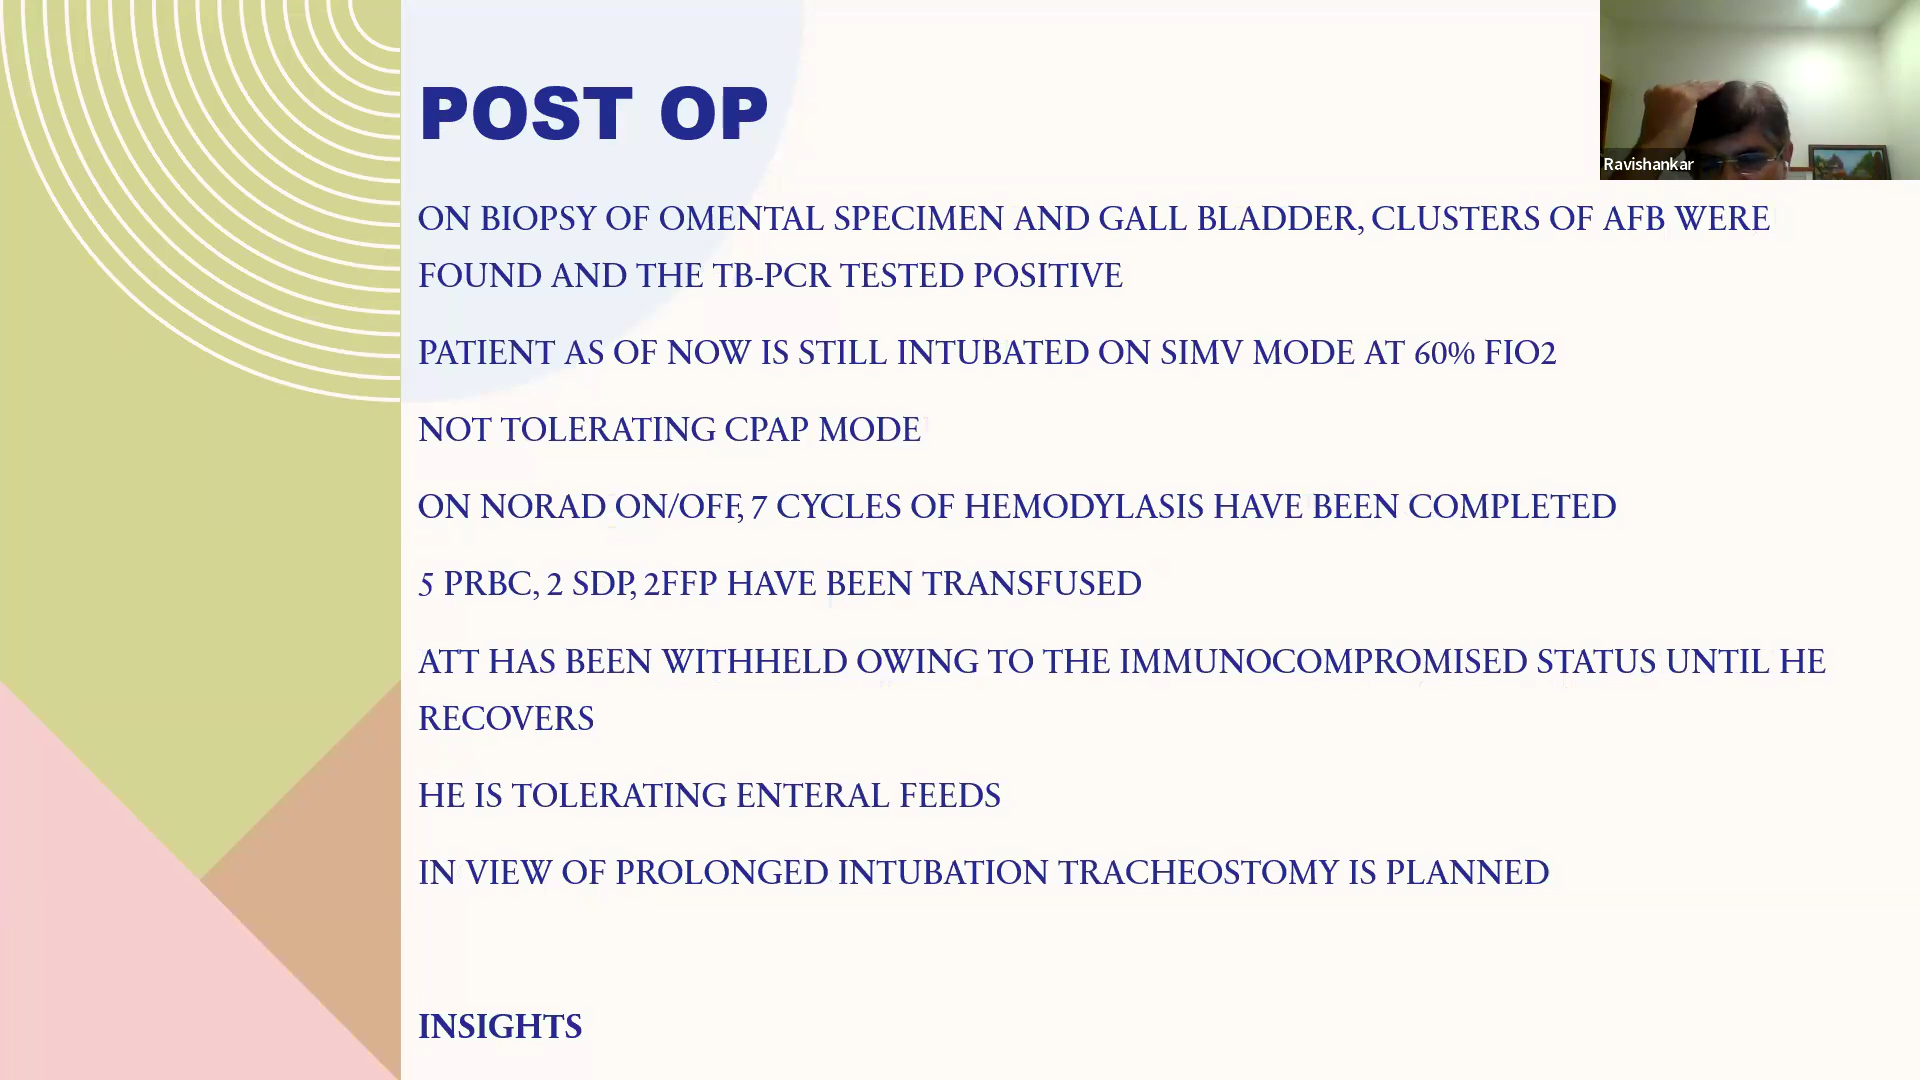 POST OP
Ravishankar
ON BIOPSY OF OMENTAL SPECIMEN AND GALL BLADDER, CLUSTERS OF AFB WERE
FOUND AND THE TB-PCR TESTED POSITIVE
PATIENT AS OF NOW IS STILL INTUBATED ON SIMV MODE AT 60% FIO2
NOT TOLERATING CPAP MODE
ON NORAD ON/OFF, 7 CYCLES OF HEMODYLASIS HAVE BEEN COMPLETED
5 PRBC, 2 SDP, 2FFP HAVE BEEN TRANSFUSED
ATT HAS BEEN WITHHELD OWING TO THE IMMUNOCOMPROMISED STATUS UNTIL HE
RECOVERS
HE IS TOLERATING ENTERAL FEEDS
IN VIEW OF PROLONGED INTUBATION TRACHEOSTOMY IS PLANNED
INSIGHTS